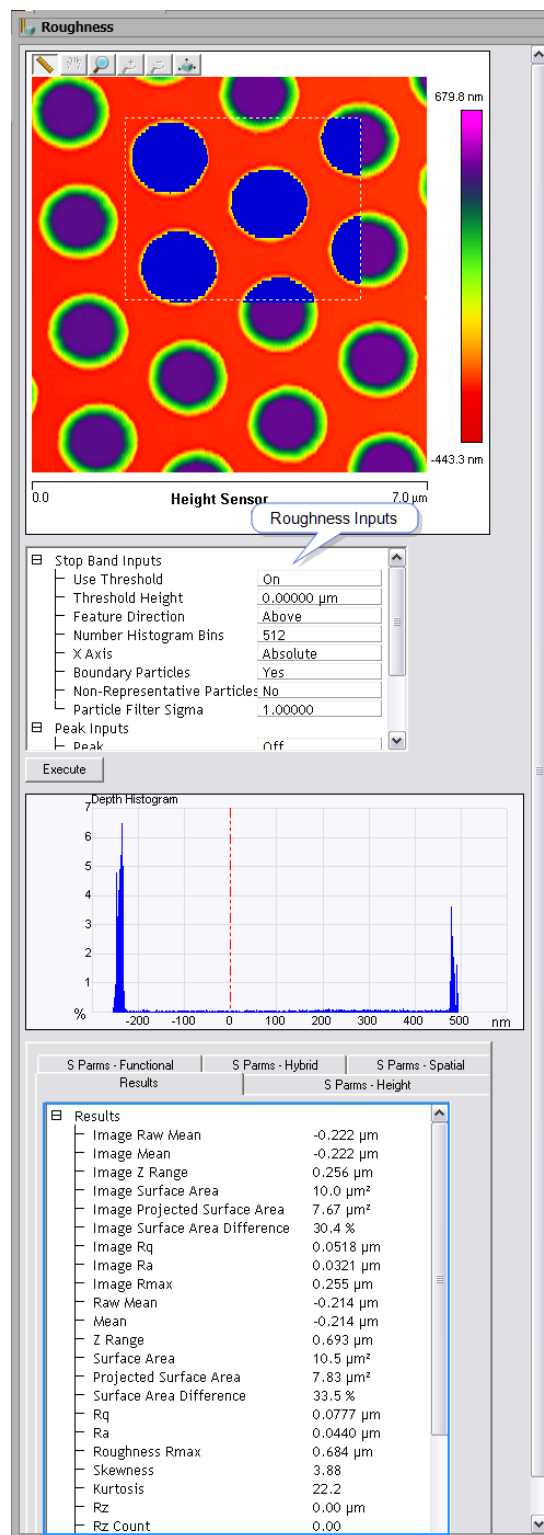 Roughness
679.8 nm
-443.3 nm
0.0 Height Sensor 7.0 µm
Roughness Inputs
Stop Band Inputs
Use Threshold On
Threshold Height 0.00000 µm
Feature Direction Above
Number Histogram Bins 512
X Axis Absolute
Boundary Particles Yes
Non-Representative Particles No
Particle Filter Sigma 1.00000
Peak Inputs
Peak Off
Execute
Depth Histogram
7
6
5
4
3
2
1
% -200 -100 0 100 200 300 400 500 nm
S Parms - Functional S Parms - Hybrid S Parms - Spatial
Results S Parms - Height
Results
Image Raw Mean -0.222 µm
Image Mean -0.222 µm
Image Z Range 0.256 µm
Image Surface Area 10.0 µm²
Image Projected Surface Area 7.67 µm²
Image Surface Area Difference 30.4 %
Image Rq 0.0518 µm
Image Ra 0.0321 µm
Image Rmax 0.255 µm
Raw Mean -0.214 µm
Mean -0.214 µm
Z Range 0.693 µm
Surface Area 10.5 µm²
Projected Surface Area 7.83 µm²
Surface Area Difference 33.5 %
Rq 0.0777 µm
Ra 0.0440 µm
Roughness Rmax 0.684 µm
Skewness 3.88
Kurtosis 22.2
Rz 0.00 µm
Rz Count 0.00